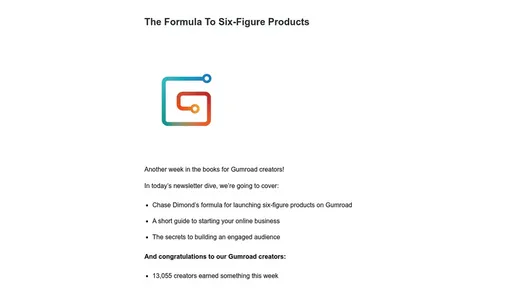 The Formula To Six-Figure Products
Another week in the books for Gumroad creators!
In today's newsletter dive, we're going to cover:
• Chase Dimond's formula for launching six-figure products on Gumroad
• A short guide to starting your online business
• The secrets to building an engaged audience
And congratulations to our Gumroad creators:
• 13,055 creators earned something this week